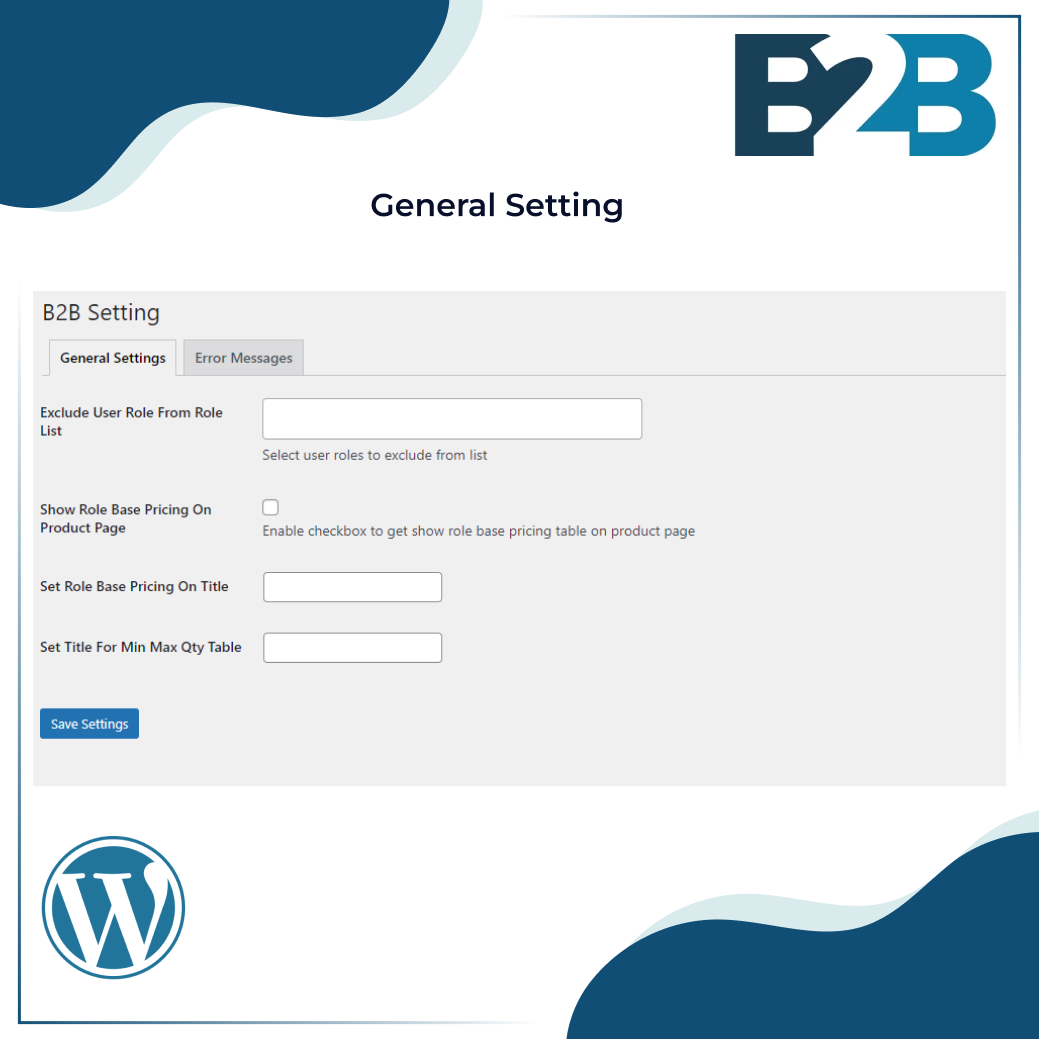 B2B
General Setting
B2B Setting
General Settings
Error Messages
Exclude User Role From Role
List
Select user roles to exclude from list
Show Role Base Pricing On
Product Page
Enable checkbox to get show role base pricing table on product page
Set Role Base Pricing On Title
Set Title For Min Max Qty Table
Save Settings
W